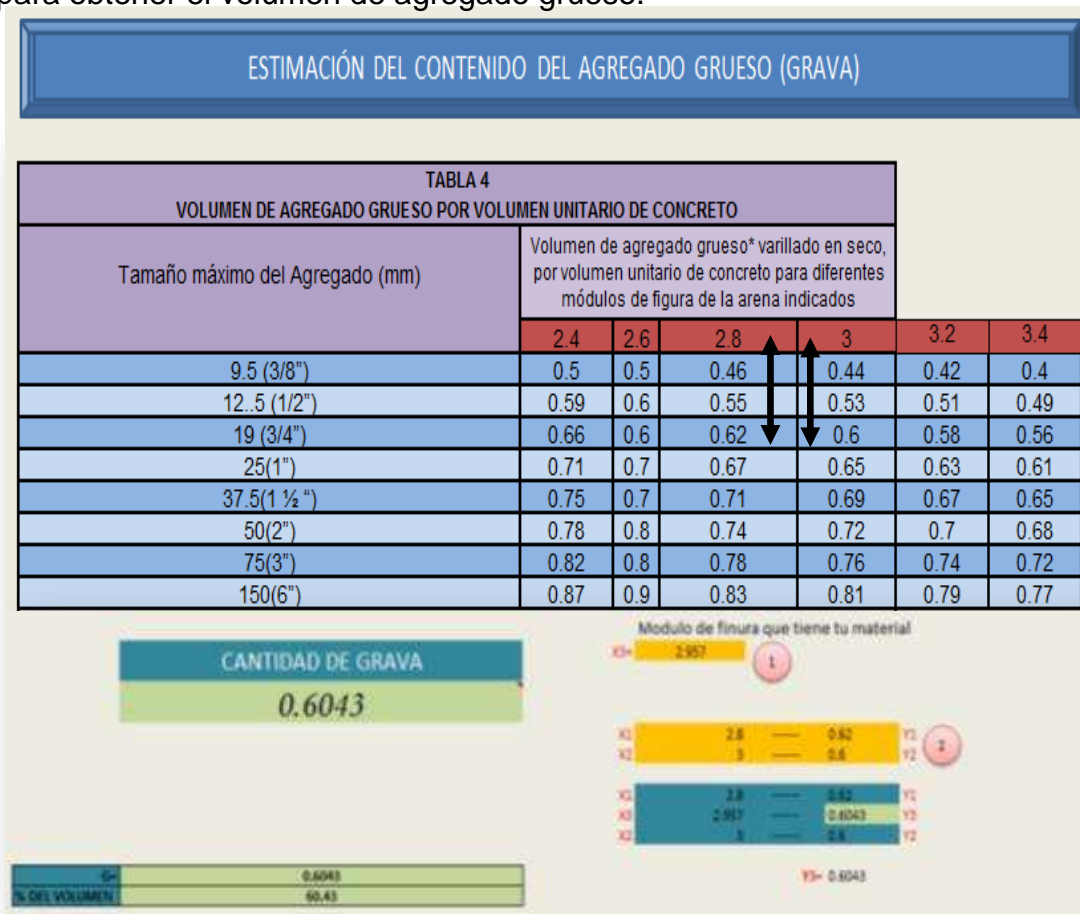 para obtener el volumen de agregado grueso.
ESTIMACIÓN DEL CONTENIDO DEL AGREGADO GRUESO (GRAVA)
TABLA 4
VOLUMEN DE AGREGADO GRUESO POR VOLUMEN UNITARIO DE CONCRETO
Tamaño máximo del Agregado (mm)
Volumen de agregado grueso* varillado en seco,
por volumen unitario de concreto para diferentes
módulos de figura de la arena indicados
2.4 2.6 2.8 3 3.2 3.4
9.5 (3/8") 0.5 0.5 0.46 0.44 0.42 0.4
12..5 (1/2") 0.59 0.6 0.55 0.53 0.51 0.49
19 (3/4") 0.66 0.6 0.62 0.6 0.58 0.56
25(1") 0.71 0.7 0.67 0.65 0.63 0.61
37.5(1 ½ ") 0.75 0.7 0.71 0.69 0.67 0.65
50(2") 0.78 0.8 0.74 0.72 0.7 0.68
75(3") 0.82 0.8 0.78 0.76 0.74 0.72
150(6") 0.87 0.9 0.83 0.81 0.79 0.77
Modulo de finura que tiene tu material
X3= 2.957 1
CANTIDAD DE GRAVA
0.6043
X1 2.8 —— 0.62 Y1
X2 3 —— 0.6 Y2
2
X1 2.8 —— 0.62 Y1
X3 2.957 —— 0.6043 Y3
X2 3 —— 0.6 Y2
G= 0.6043
% DEL VOLUMEN 60.43
Y3= 0.6043